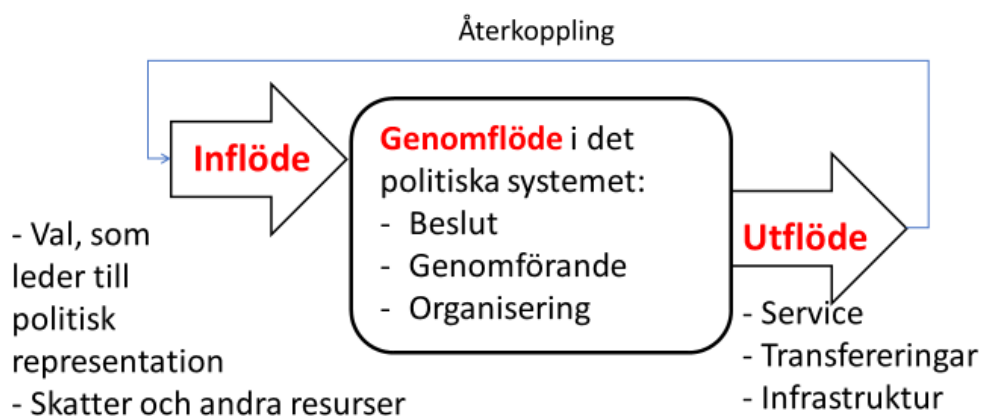 Återkoppling
Inflöde
- Val, som
leder till
politisk
representation
- Skatter och andra resurser
Genomflöde i det
politiska systemet:
- Beslut
- Genomförande
- Organisering
Utflöde
- Service
- Transfereringar
- Infrastruktur